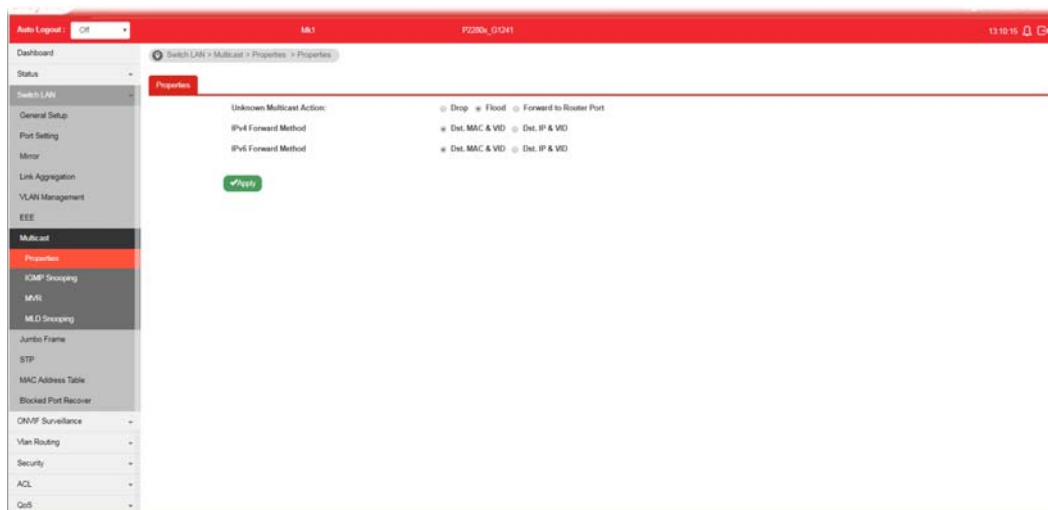 Auto Logout : Off Mk1 13:10:15
Switch LAN > Multicast > Properties > Properties
Dashboard
Status
Switch LAN
General Setup
Port Setting
Mirror
Link Aggregation
VLAN Management
EEE
Multicast
Properties
IGMP Snooping
MVR
MLD Snooping
Jumbo Frame
STP
MAC Address Table
Blocked Port Recover
ONVIF Surveillance
Vlan Routing
Security
ACL
QoS
Properties
Unknown Multicast Action: Drop Flood Forward to Router Port
IPv4 Forward Method Dst. MAC & VID Dst. IP & VID
IPv6 Forward Method Dst. MAC & VID Dst. IP & VID
Apply